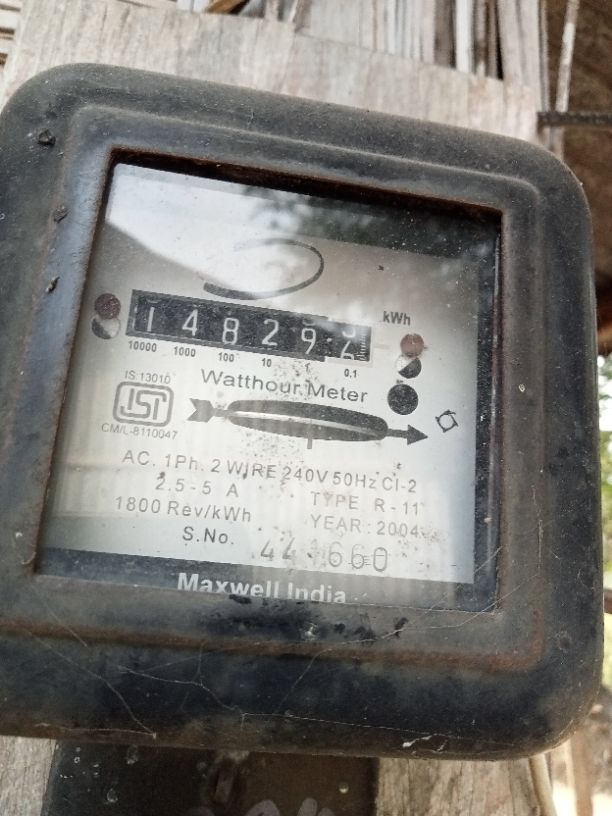 kWh
1 4 8 2 9
10000 1000 100 10 1 0.1
IS 13010
Watthour Meter
ISI
CM/L-8110047
AC. 1Ph. 2 WIRE 240V 50Hz Cl-2
2.5-5 A TYPE R-11
1800 Rev/kWh YEAR : 2004
S.No. 660
Maxwell India